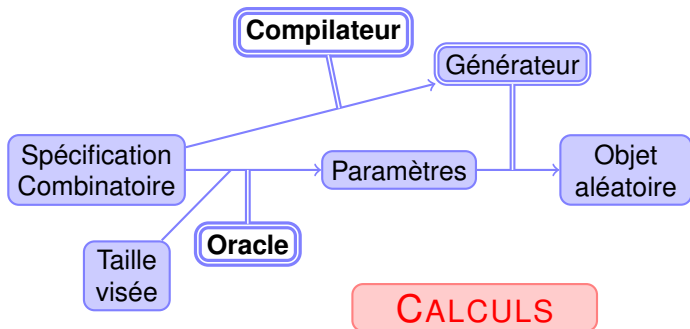 Compilateur
Générateur
Spécification
Combinatoire
Paramètres
Objet
aléatoire
Oracle
Taille
visée
CALCULS